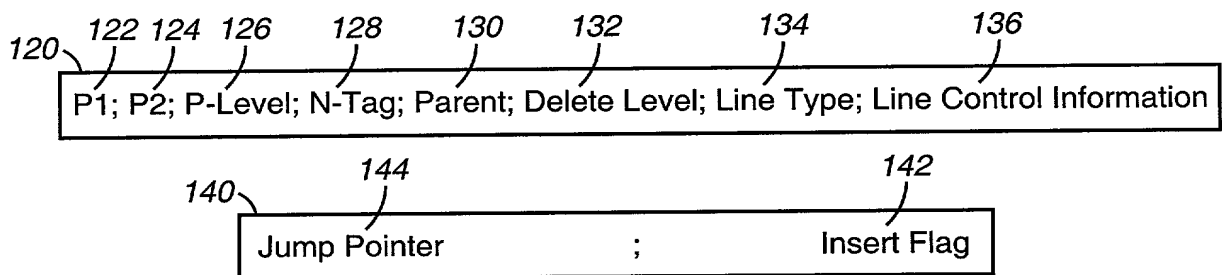 120 122 124 126 128 130 132 134 136
P1; P2; P-Level; N-Tag; Parent; Delete Level; Line Type; Line Control Information
140 144 142
Jump Pointer ; Insert Flag